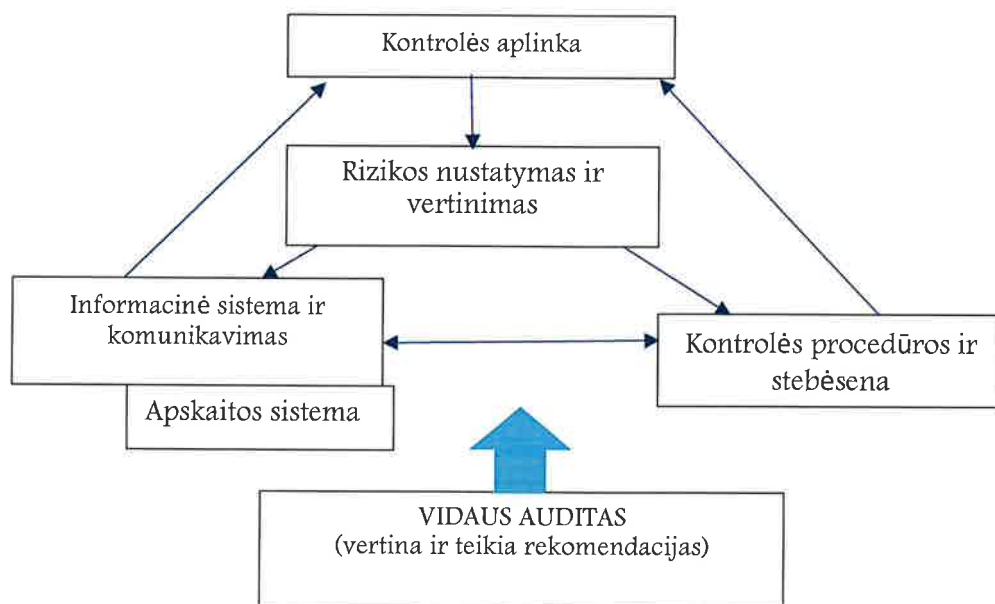 Kontrolės aplinka
Rizikos nustatymas ir
vertinimas
Informacinė sistema ir
komunikavimas
Kontrolės procedūros ir
stebėsena
Apskaitos sistema
VIDAUS AUDITAS
(vertina ir teikia rekomendacijas)